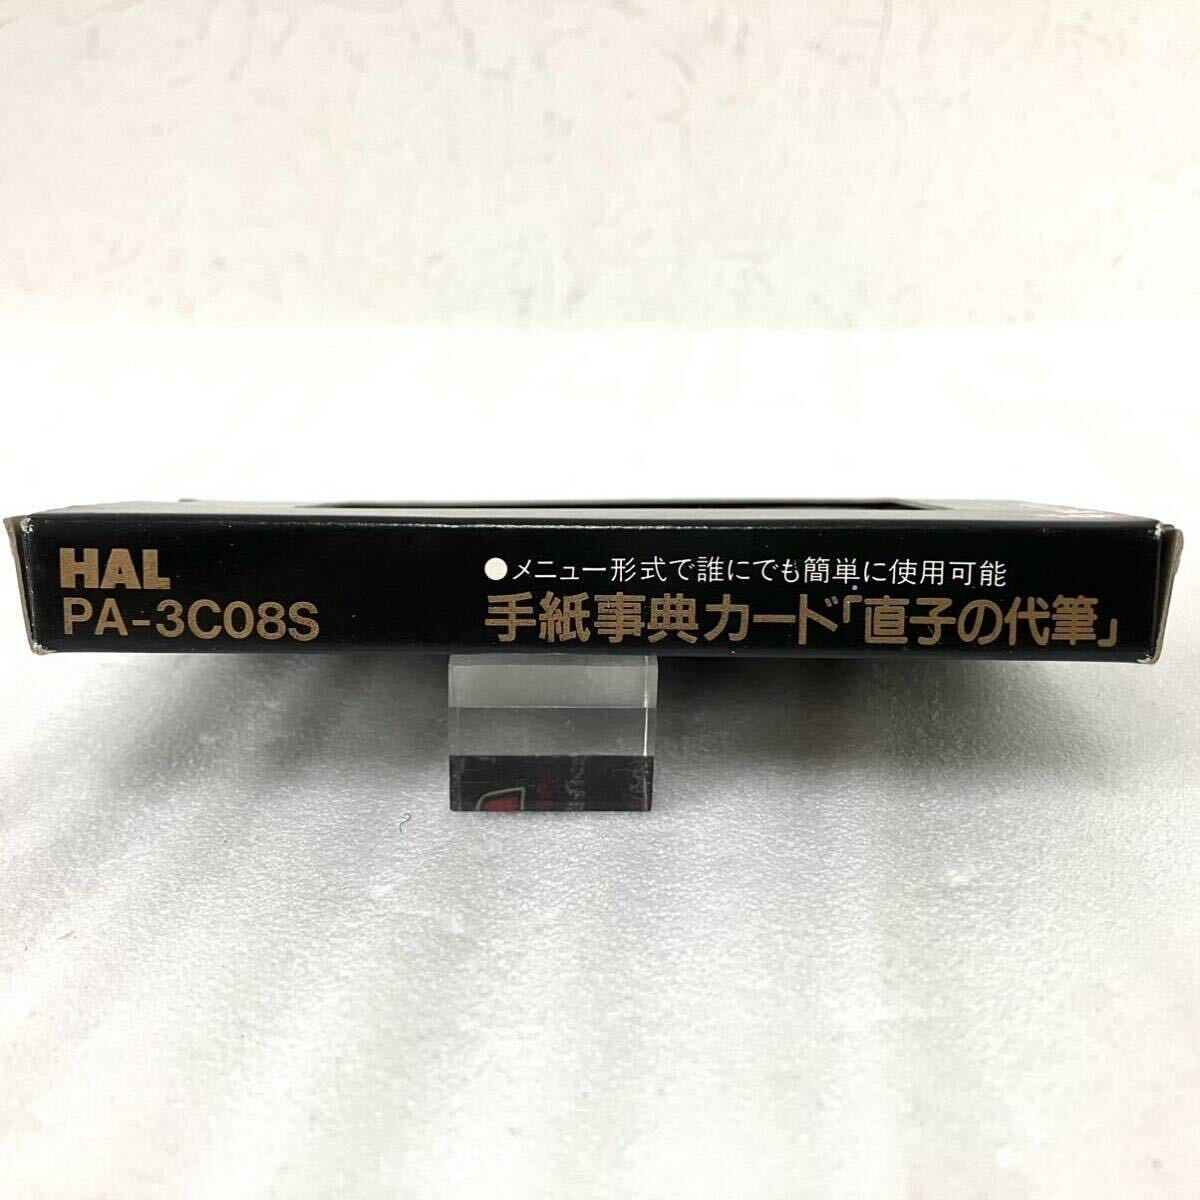 HAL
PA-3C08S
●メニュー形式で誰にでも簡単に使用可能
手紙事典カード「直子の代筆」